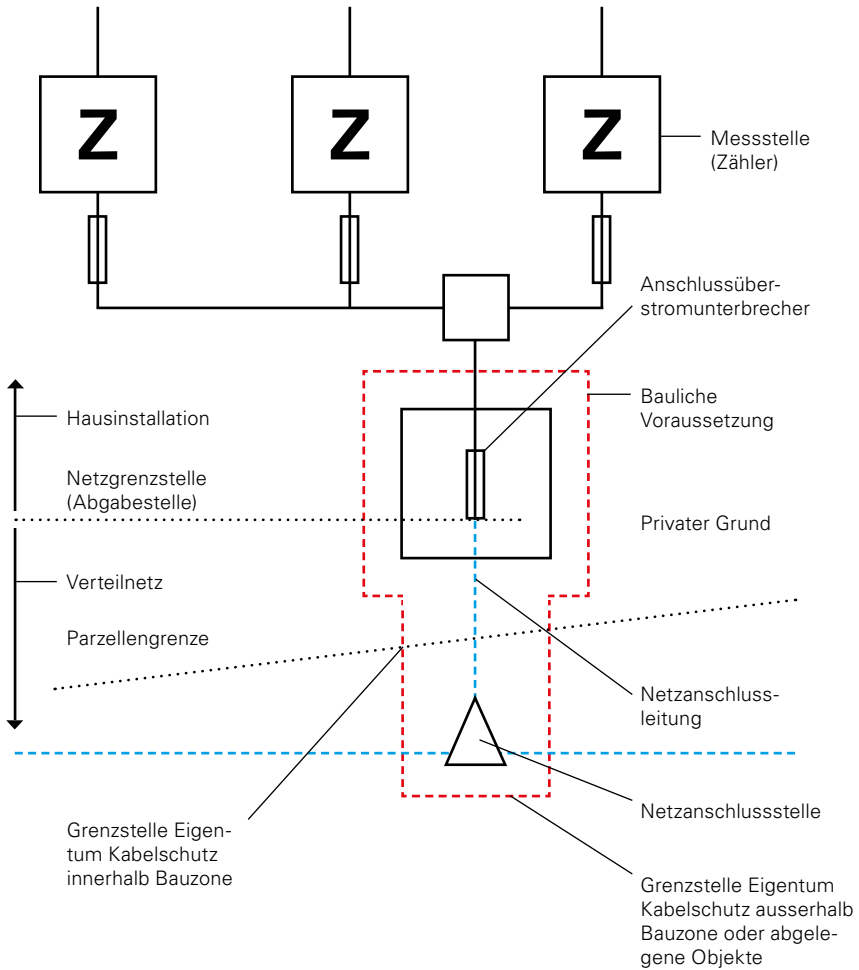 Z
Z
Z
Messstelle
(Zähler)
Anschlussüber-
stromunterbrecher
Bauliche
Voraussetzung
Hausinstallation
Netzgrenzstelle
(Abgabestelle)
Privater Grund
Verteilnetz
Parzellengrenze
Netzanschluss-
leitung
Netzanschlussstelle
Grenzstelle Eigen-
tum Kabelschutz
innerhalb Bauzone
Grenzstelle Eigentum
Kabelschutz ausserhalb
Bauzone oder abgele-
gene Objekte